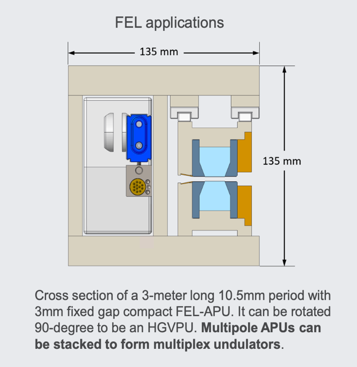 FEL applications
135 mm
135 mm
Cross section of a 3-meter long 10.5mm period with
3mm fixed gap compact FEL-APU. It can be rotated
90-degree to be an HGVPU. Multipole APUs can
be stacked to form multiplex undulators.